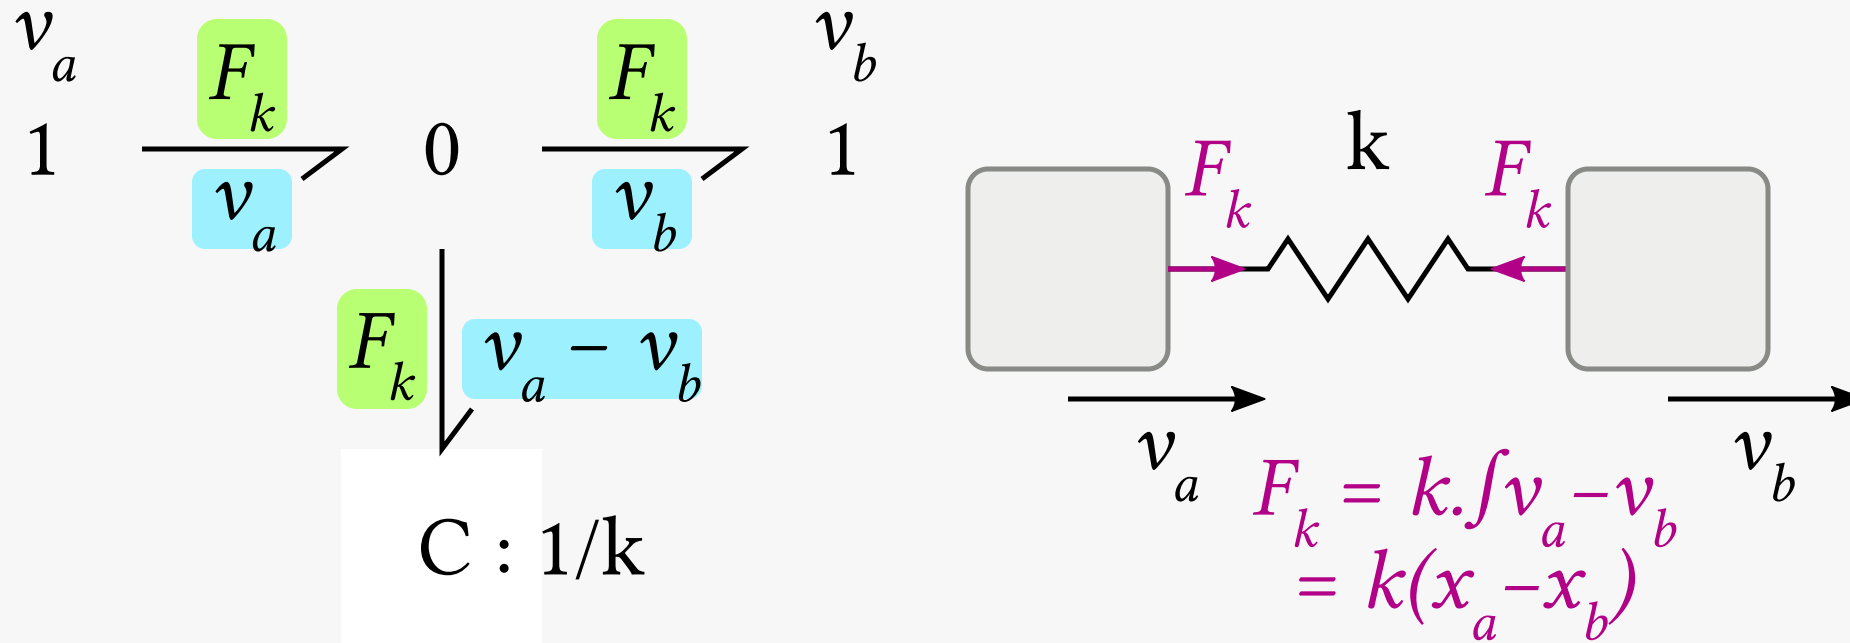 v_a F_k F_k v_b
1 0 1
v_a v_b
F_k v_a – v_b
C : 1/k
k
F_k F_k
v_a v_b
F_k = k.∫v_a–v_b
= k(x_a–x_b)